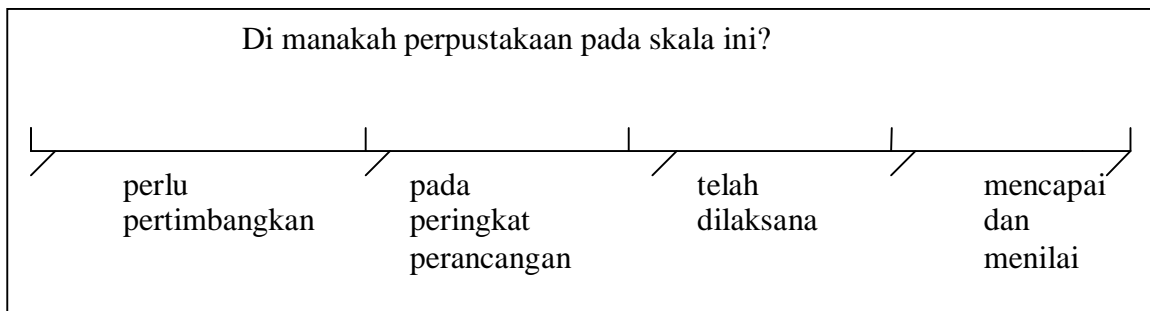 Di manakah perpustakaan pada skala ini?
perlu
pertimbangkan
pada
peringkat
perancangan
telah
dilaksana
mencapai
dan
menilai